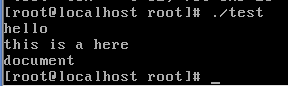 [root@localhost root]# ./test
hello
this is a here
document
[root@localhost root]# _